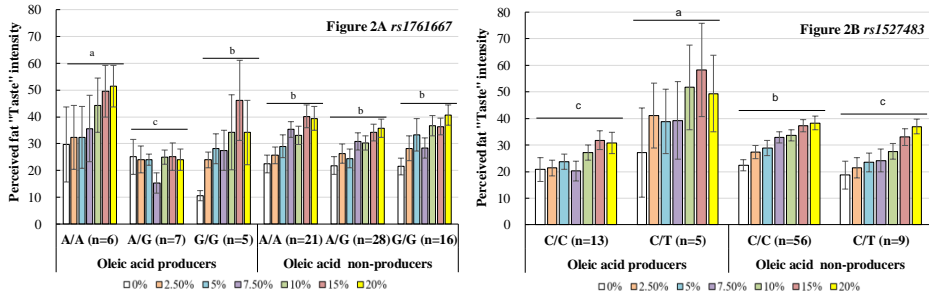 Figure 2A rs1761667
Perceived fat "Taste" intensity
80
70
60
50
40
30
20
10
0
a
c
b
b
b
b
A/A (n=6) A/G (n=7) G/G (n=5) A/A (n=21) A/G (n=28) G/G (n=16)
Oleic acid producers Oleic acid non-producers
0% 2.50% 5% 7.50% 10% 15% 20%
Figure 2B rs1527483
Perceived fat "Taste" intensity
80
70
60
50
40
30
20
10
0
c
a
b
c
C/C (n=13) C/T (n=5) C/C (n=56) C/T (n=9)
Oleic acid producers Oleic acid non-producers
0% 2.50% 5% 7.50% 10% 15% 20%